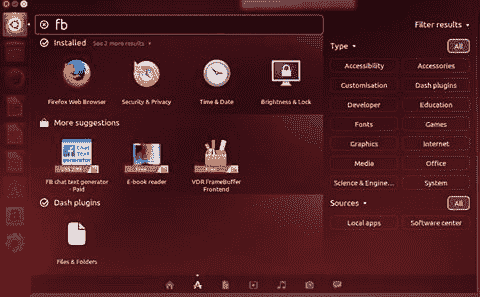 fb
Filter results
Installed See 2 more results
Type All
Accessibility Accessories
Customisation Dash plugins
Firefox Web Browser Security & Privacy Time & Date Brightness & Lock
Developer Education
More suggestions
Fonts Games
Graphics Internet
CHAT TEXT
Media Office
FB chat text generator - Paid
E-book reader
VDR FrameBuffer Frontend
Science & Engine... System
Dash plugins
Sources All
Local apps Software center
Files & Folders